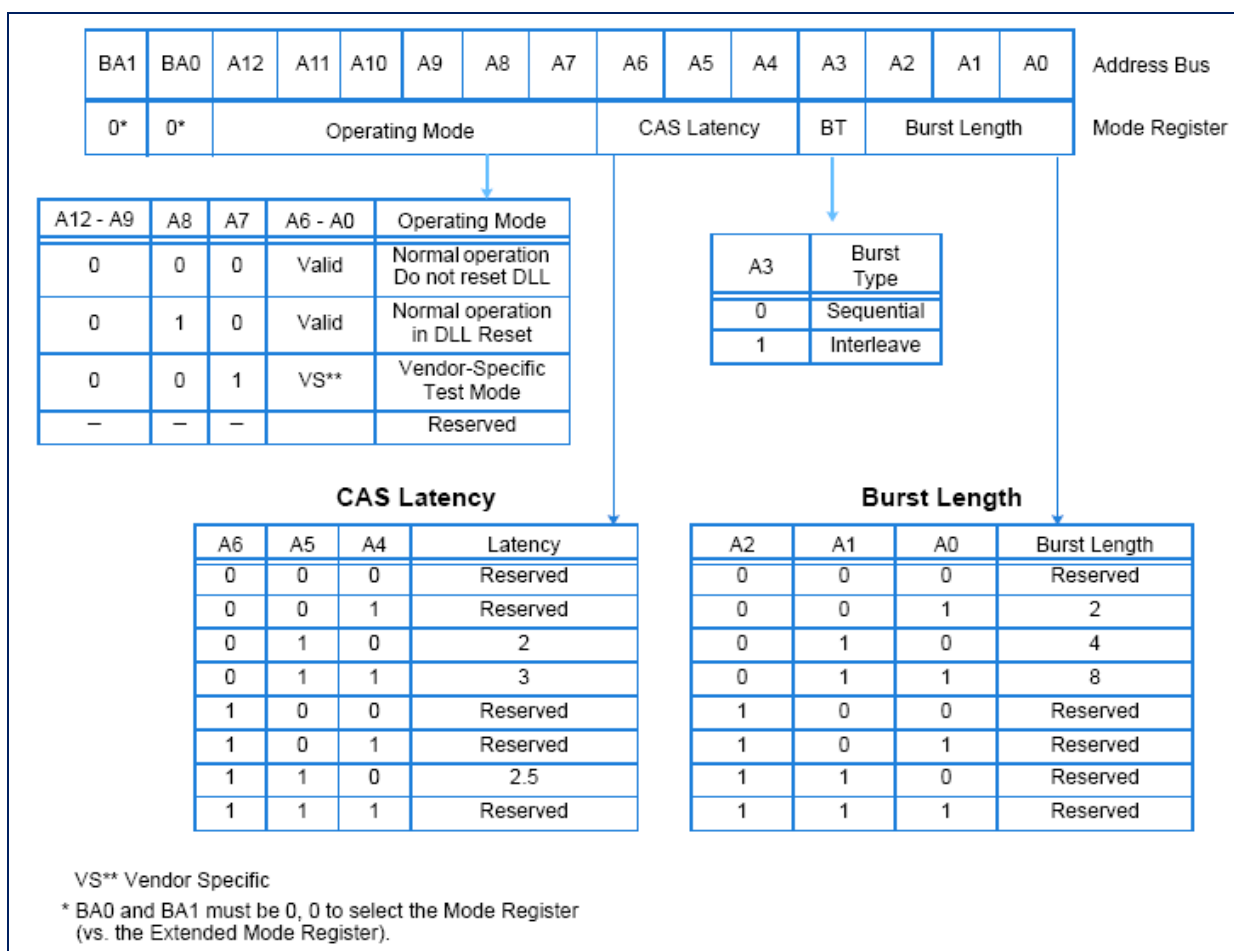 BA1 BA0 A12 A11 A10 A9 A8 A7 A6 A5 A4 A3 A2 A1 A0 Address Bus
0* 0* Operating Mode CAS Latency BT Burst Length Mode Register
A12 - A9 A8 A7 A6 - A0 Operating Mode
0 0 0 Valid Normal operation
Do not reset DLL
0 1 0 Valid Normal operation
in DLL Reset
0 0 1 VS** Vendor-Specific
Test Mode
– – – Reserved
A3 Burst
Type
0 Sequential
1 Interleave
CAS Latency
A6 A5 A4 Latency
0 0 0 Reserved
0 0 1 Reserved
0 1 0 2
0 1 1 3
1 0 0 Reserved
1 0 1 Reserved
1 1 0 2.5
1 1 1 Reserved
Burst Length
A2 A1 A0 Burst Length
0 0 0 Reserved
0 0 1 2
0 1 0 4
0 1 1 8
1 0 0 Reserved
1 0 1 Reserved
1 1 0 Reserved
1 1 1 Reserved
VS** Vendor Specific
* BA0 and BA1 must be 0, 0 to select the Mode Register
(vs. the Extended Mode Register).